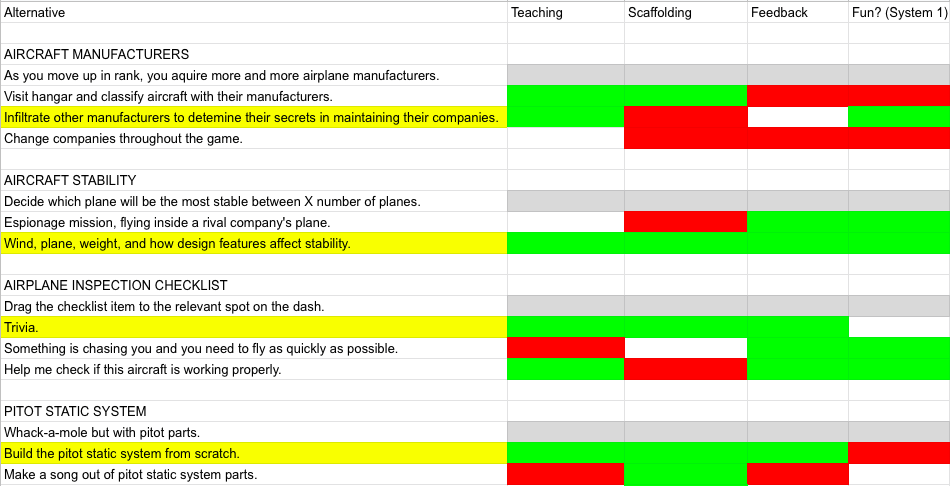 Alternative Teaching Scaffolding Feedback Fun? (System 1)
AIRCRAFT MANUFACTURERS
As you move up in rank, you aquire more and more airplane manufacturers.
Visit hangar and classify aircraft with their manufacturers.
Infiltrate other manufacturers to detemine their secrets in maintaining their companies.
Change companies throughout the game.
AIRCRAFT STABILITY
Decide which plane will be the most stable between X number of planes.
Espionage mission, flying inside a rival company's plane.
Wind, plane, weight, and how design features affect stability.
AIRPLANE INSPECTION CHECKLIST
Drag the checklist item to the relevant spot on the dash.
Trivia.
Something is chasing you and you need to fly as quickly as possible.
Help me check if this aircraft is working properly.
PITOT STATIC SYSTEM
Whack-a-mole but with pitot parts.
Build the pitot static system from scratch.
Make a song out of pitot static system parts.